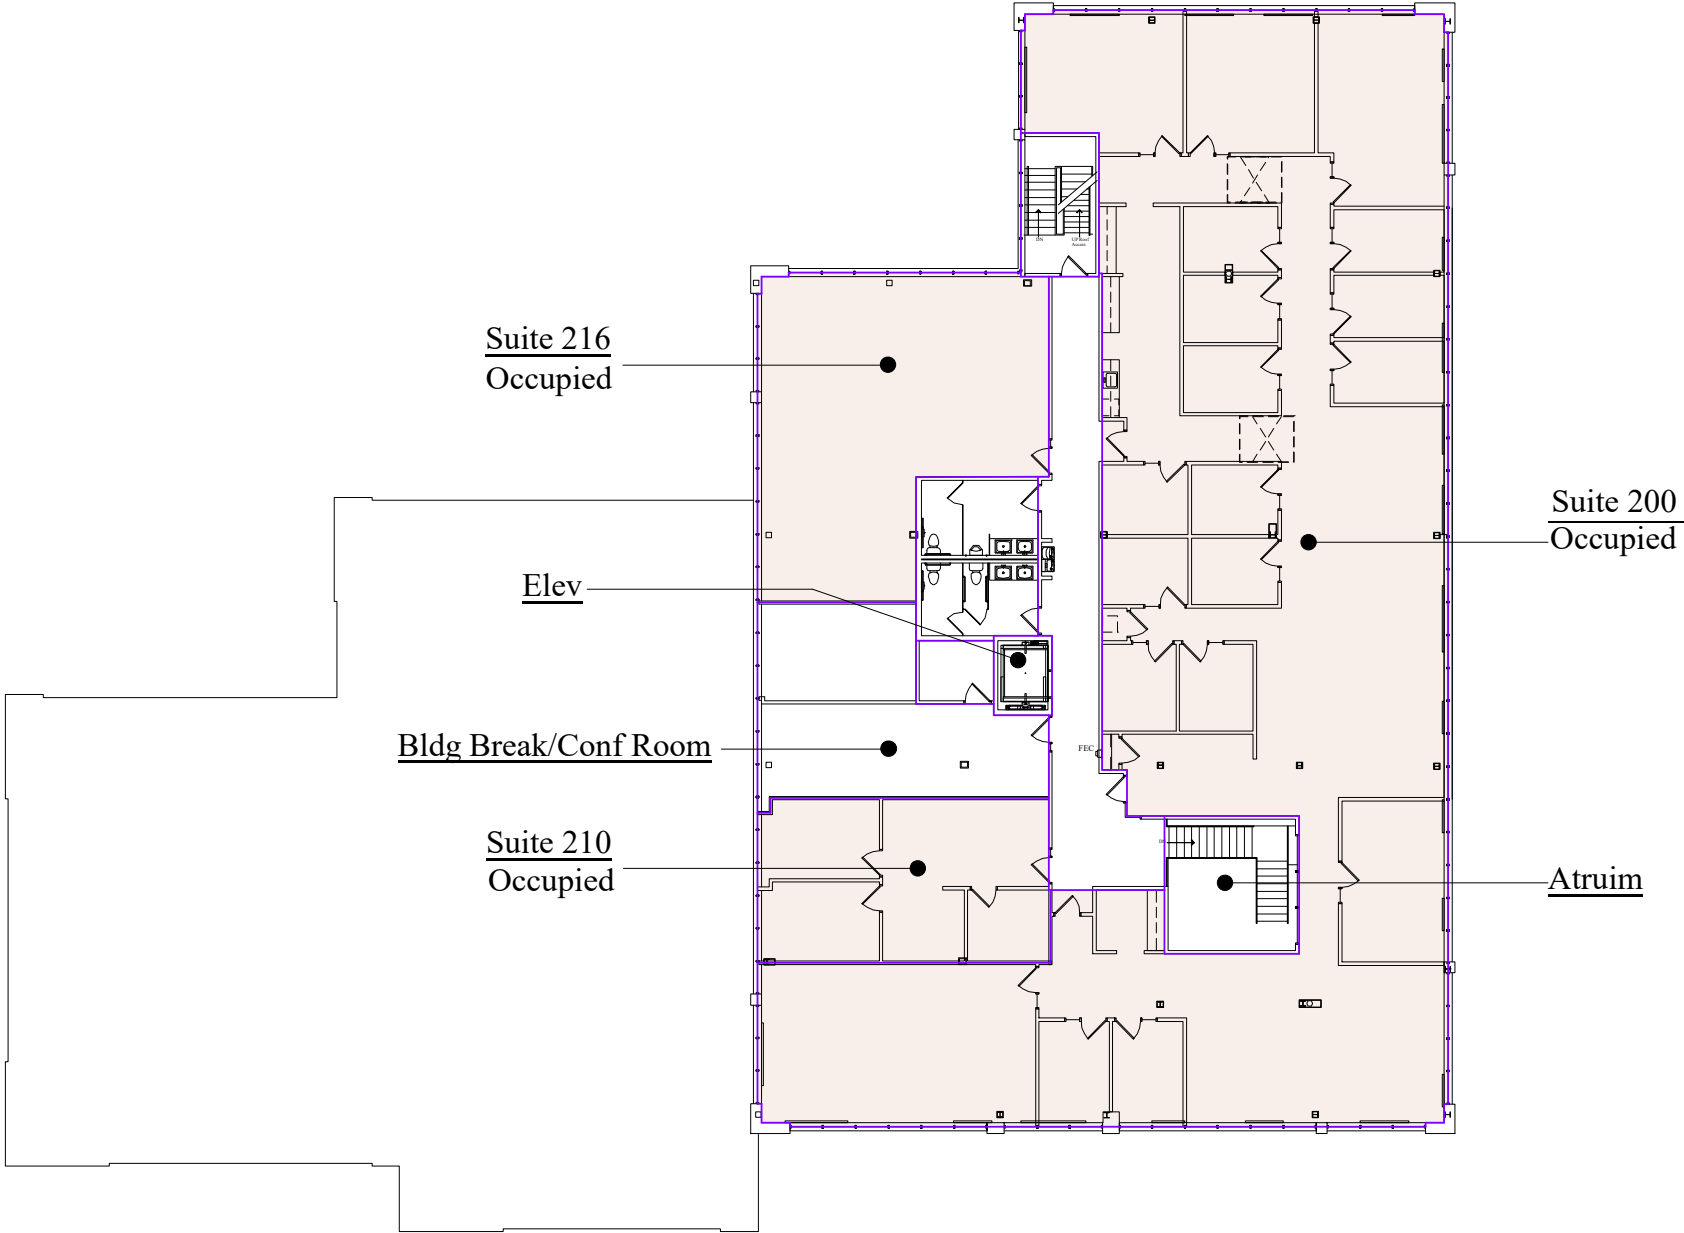 DN
UP Roof
Access
Suite 216
Occupied
Suite 200
Occupied
Elev
Bldg Break/Conf Room
FEC
Suite 210
Occupied
DN
Atruim